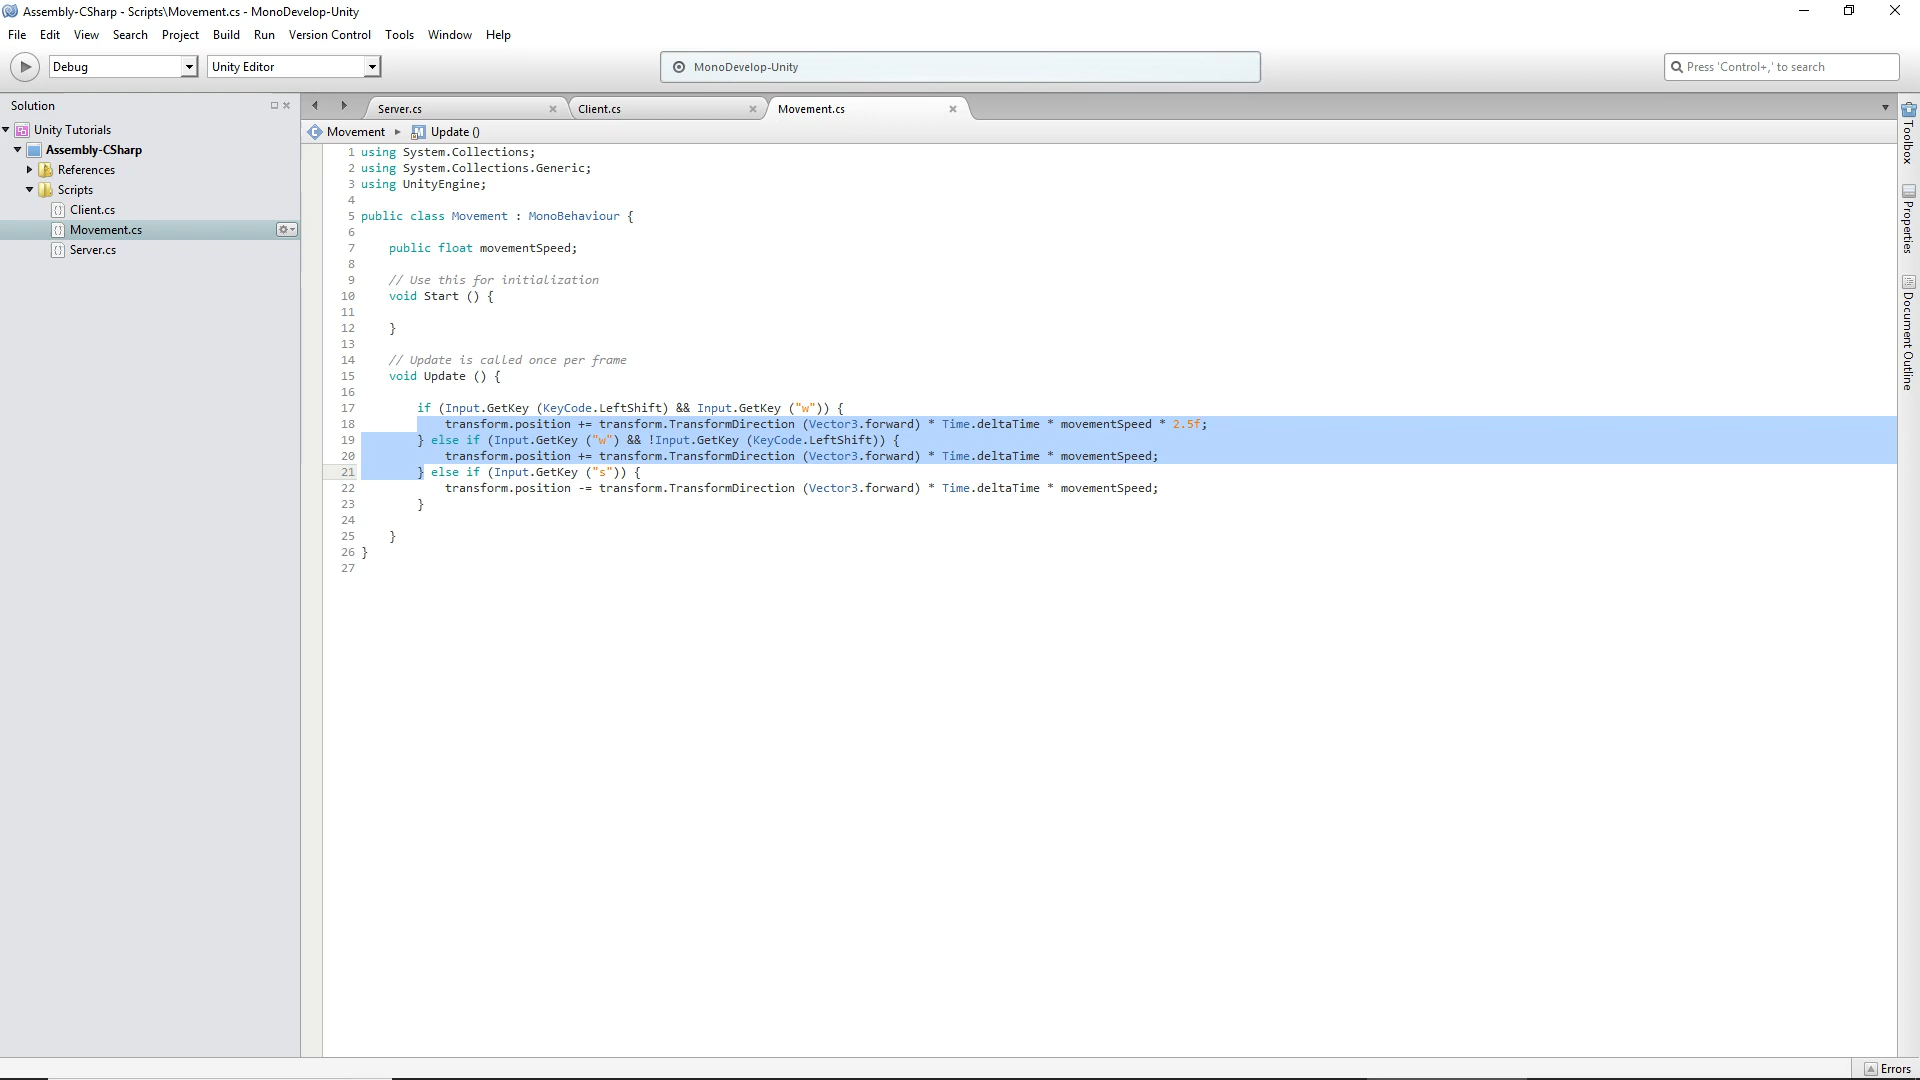 Assembly-CSharp - Scripts\Movement.cs - MonoDevelop-Unity
File Edit View Search Project Build Run Version Control Tools Window Help
Debug Unity Editor MonoDevelop-Unity Press 'Control+,' to search
Solution
Unity Tutorials
Assembly-CSharp
References
Scripts
Client.cs
Movement.cs
Server.cs
Server.cs Client.cs Movement.cs
Movement Update ()
1 using System.Collections;
2 using System.Collections.Generic;
3 using UnityEngine;
4
5 public class Movement : MonoBehaviour {
6
7 public float movementSpeed;
8
9 // Use this for initialization
10 void Start () {
11
12 }
13
14 // Update is called once per frame
15 void Update () {
16
17 if (Input.GetKey (KeyCode.LeftShift) && Input.GetKey ("w")) {
18 transform.position += transform.TransformDirection (Vector3.forward) * Time.deltaTime * movementSpeed * 2.5f;
19 } else if (Input.GetKey ("w") && !Input.GetKey (KeyCode.LeftShift)) {
20 transform.position += transform.TransformDirection (Vector3.forward) * Time.deltaTime * movementSpeed;
21 } else if (Input.GetKey ("s")) {
22 transform.position -= transform.TransformDirection (Vector3.forward) * Time.deltaTime * movementSpeed;
23 }
24
25 }
26 }
27
Toolbox
Properties
Document Outline
Errors